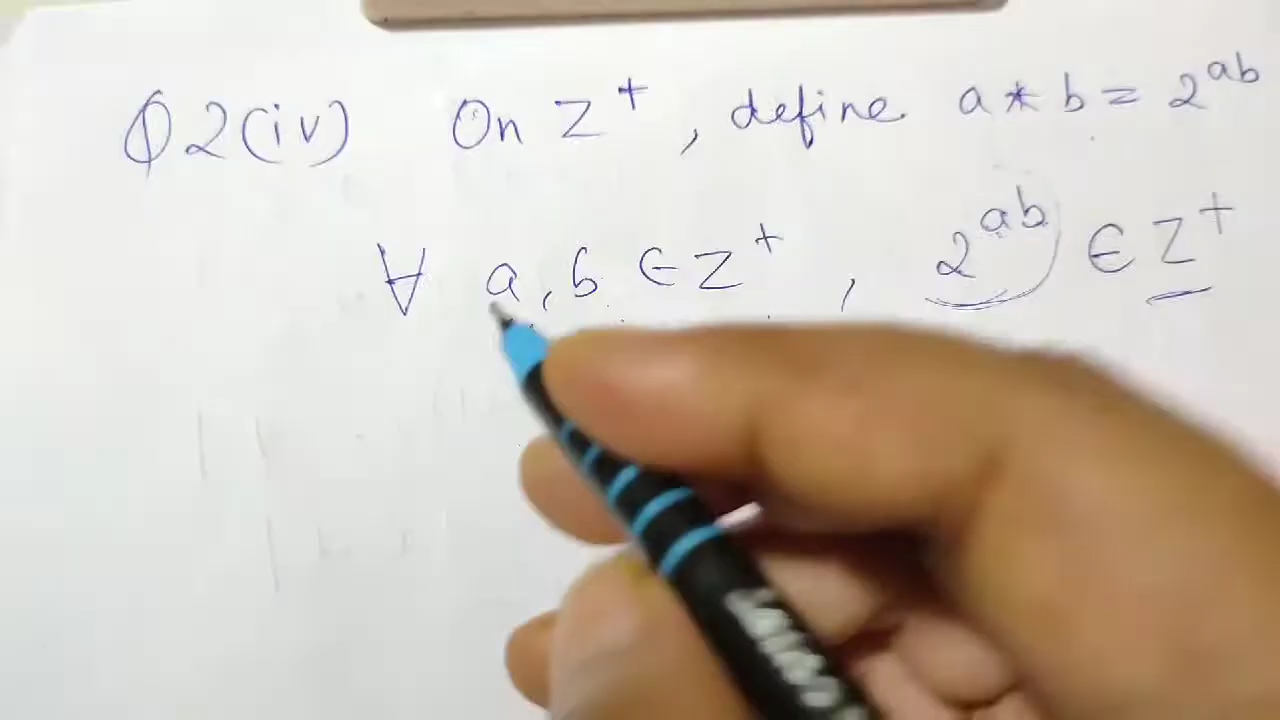 Q2(iv) On Z⁺, define a * b = 2^{ab}
∀ a, b ∈ Z⁺, 2^{ab} ∈ Z⁺